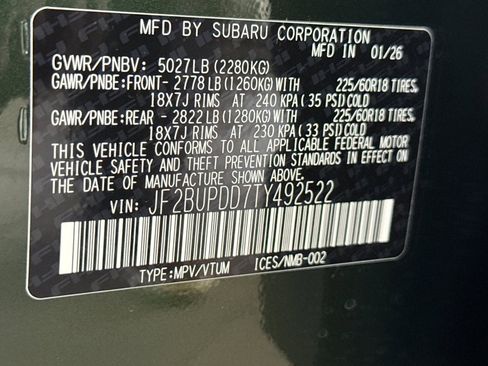 MFD BY SUBARU CORPORATION
MFD IN 01/26
GVWR/PNBV: 5027LB (2280KG)
GAWR/PNBE:FRONT- 2778 LB (1260KG) WITH 225/60R18 TIRES,
18X7J RIMS AT 240 KPA (35 PSI) COLD
GAWR/PNBE:REAR - 2822 LB (1280KG) WITH 225/60R18 TIRES,
18X7J RIMS AT 230 KPA (33 PSI) COLD
THIS VEHICLE CONFORMS TO ALL APPLICABLE FEDERAL MOTOR
VEHICLE SAFETY AND THEFT PREVENTION STANDARDS IN EFFECT
ON THE DATE OF MANUFACTURE SHOWN ABOVE.
VIN: JF2BUPDD7TY492522
TYPE:MPV/VTUM ICES/NMB-002